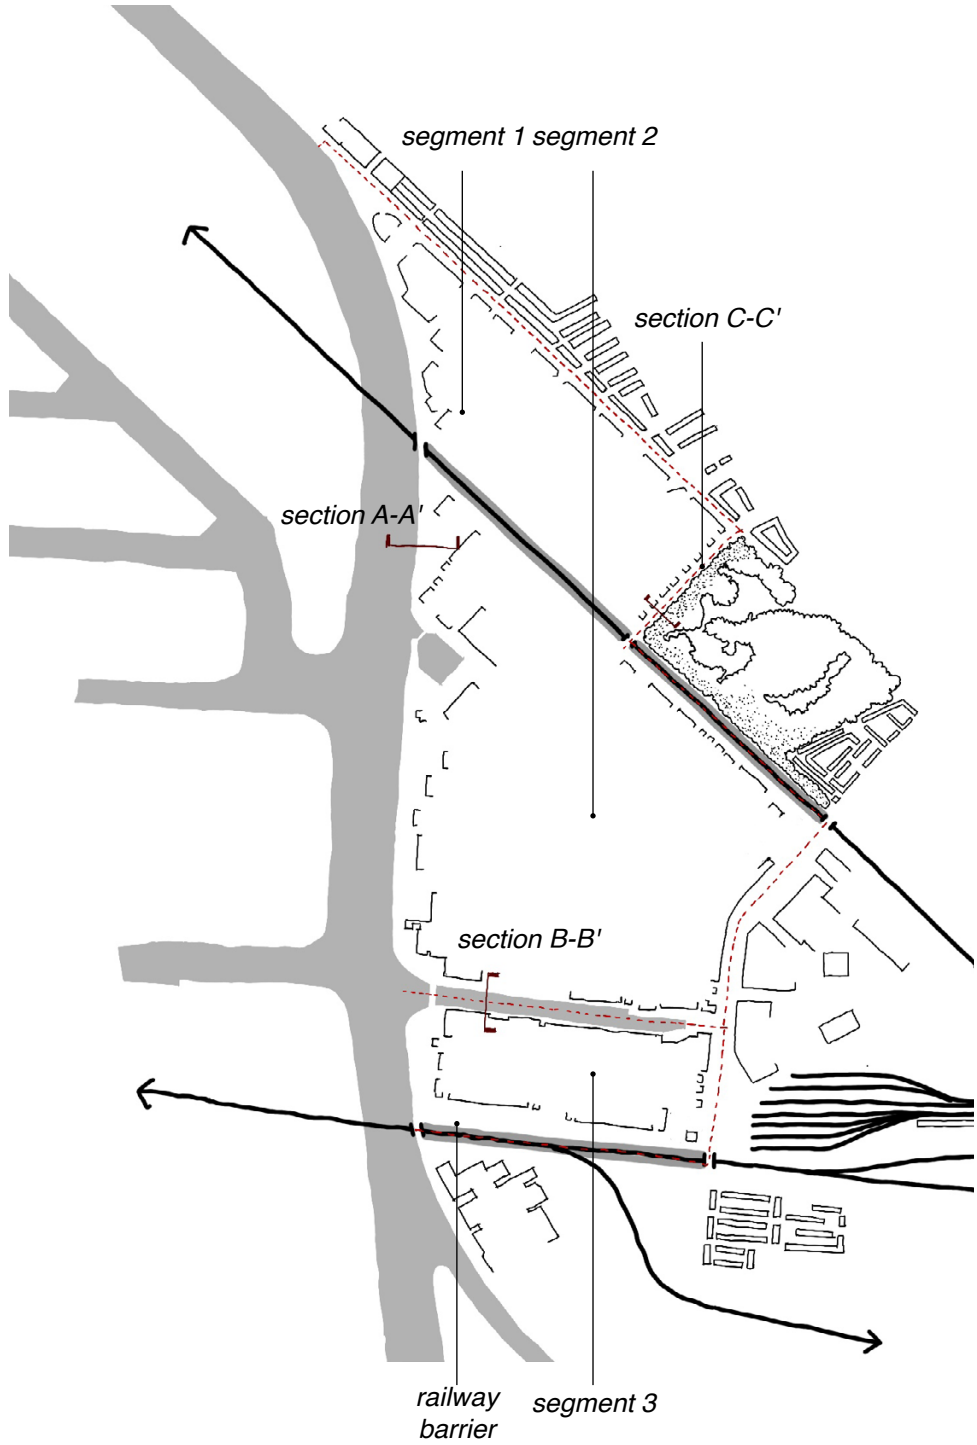 segment 1 segment 2
section C-C'
section A-A'
section B-B'
railway
barrier
segment 3